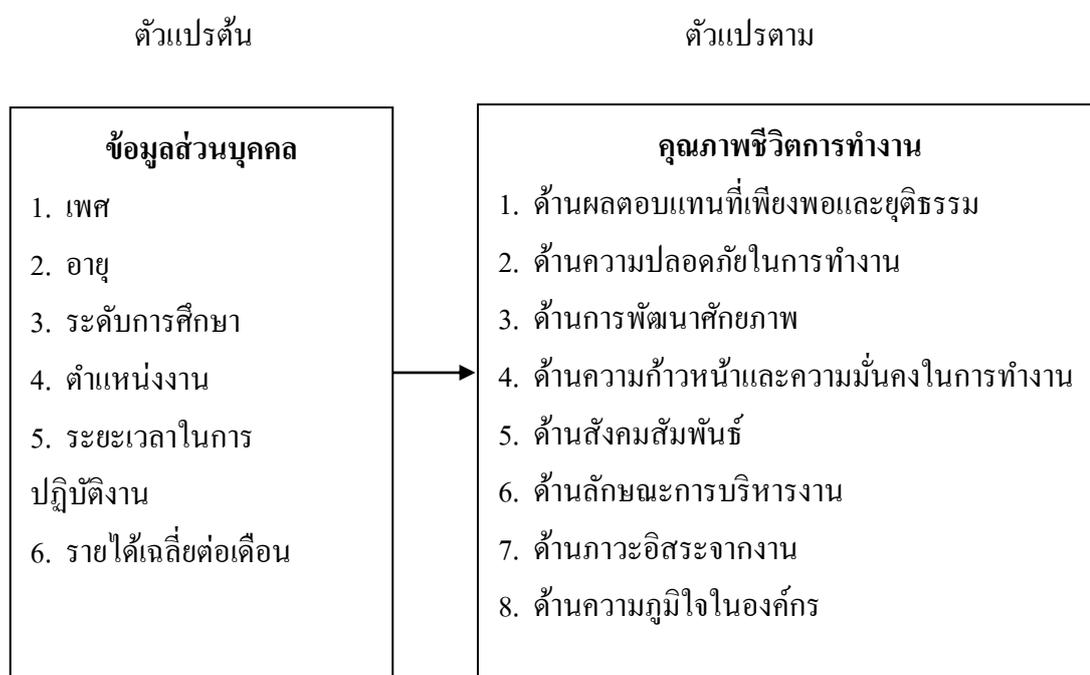 ตัวแปรต้น
ตัวแปรตาม
ข้อมูลส่วนบุคคล
1. เพศ
2. อายุ
3. ระดับการศึกษา
4. ตำแหน่งงาน
5. ระยะเวลาในการ
ปฏิบัติงาน
6. รายได้เฉลี่ยต่อเดือน
คุณภาพชีวิตการทำงาน
1. ด้านผลตอบแทนที่เพียงพอและยุติธรรม
2. ด้านความปลอดภัยในการทำงาน
3. ด้านการพัฒนาศักยภาพ
4. ด้านความก้าวหน้าและความมั่นคงในการทำงาน
5. ด้านสังคมสัมพันธ์
6. ด้านลักษณะการบริหารงาน
7. ด้านภาวะอิสระจากงาน
8. ด้านความภูมิใจในองค์กร